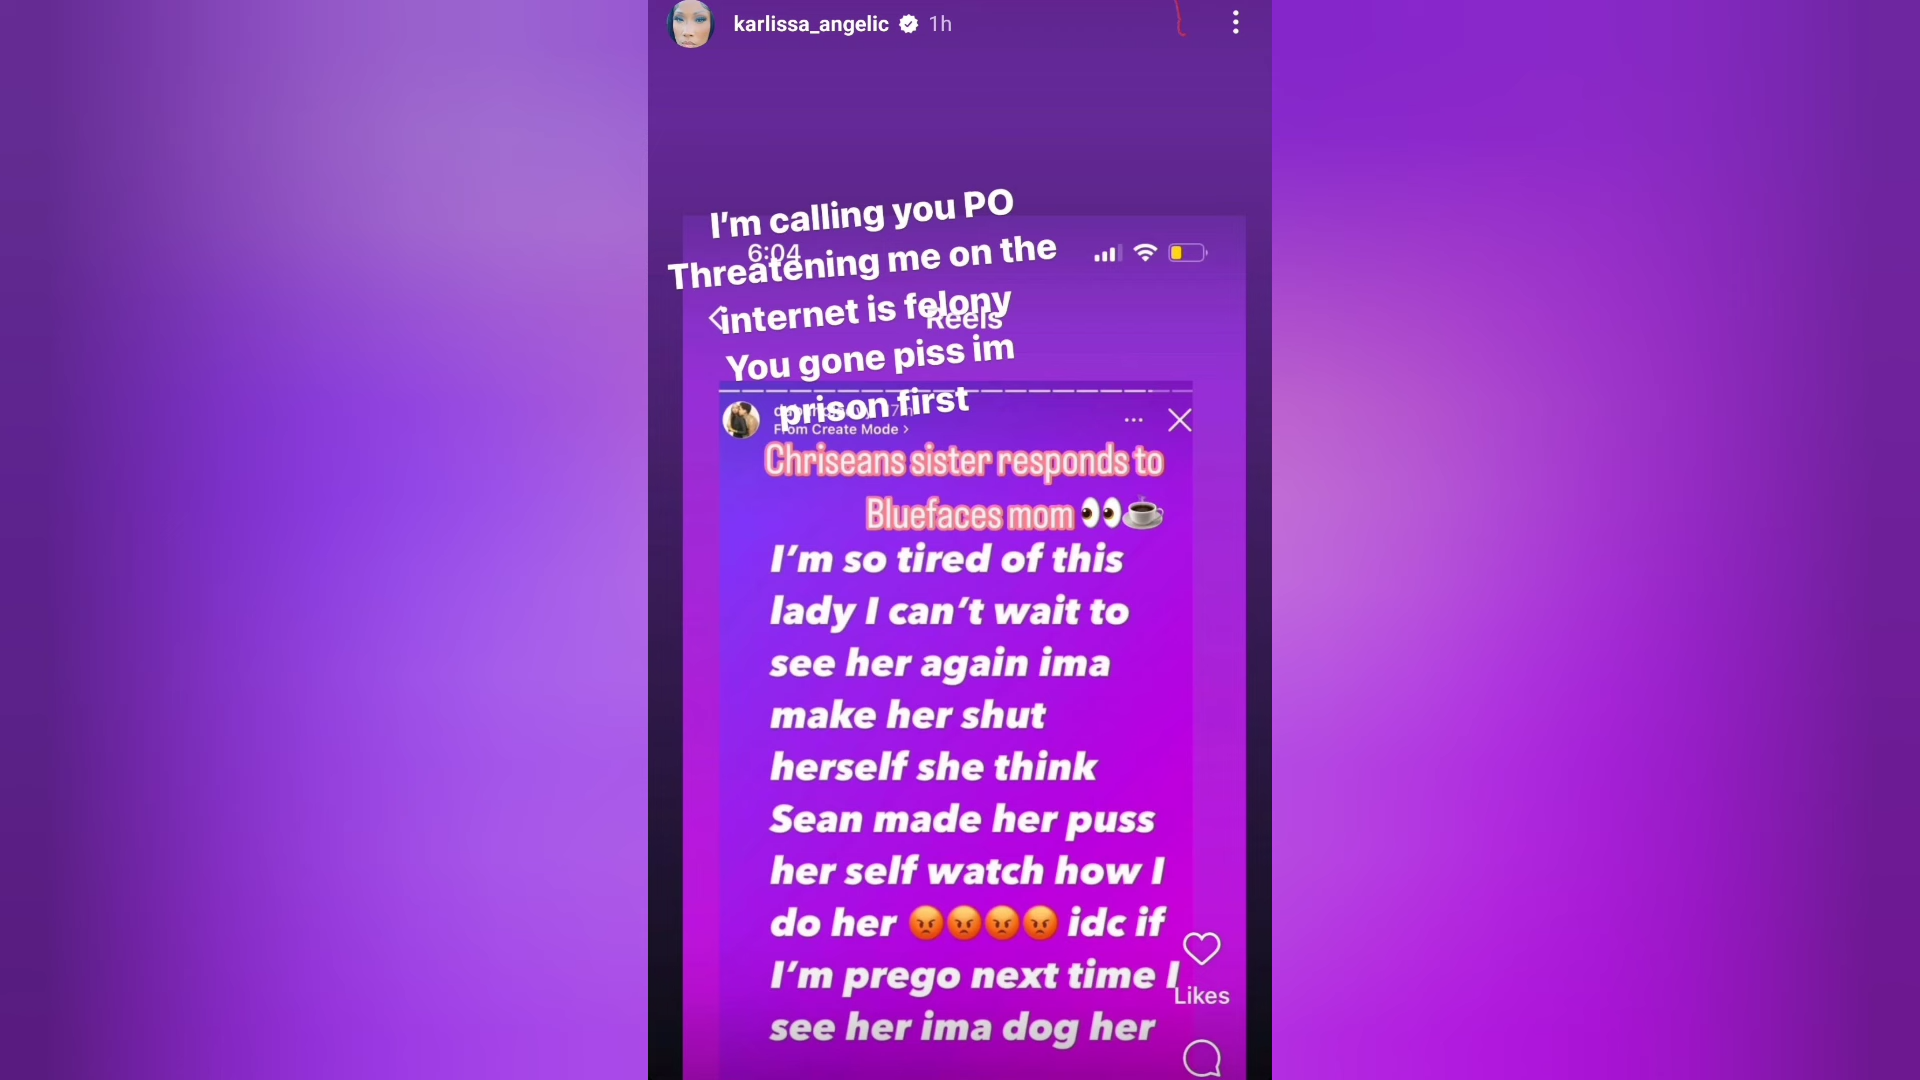 karlissa_angelic 1h
I'm calling you PO
Threatening me on the
internet is felony
You gone piss im
prison first
6:04
Reels
From Create Mode >
Chriseans sister responds to
Bluefaces mom 👀☕
I'm so tired of this
lady I can't wait to
see her again ima
make her shut
herself she think
Sean made her puss
her self watch how I
do her 😡😡😡😡 idc if
I'm prego next time I
see her ima dog her
Likes